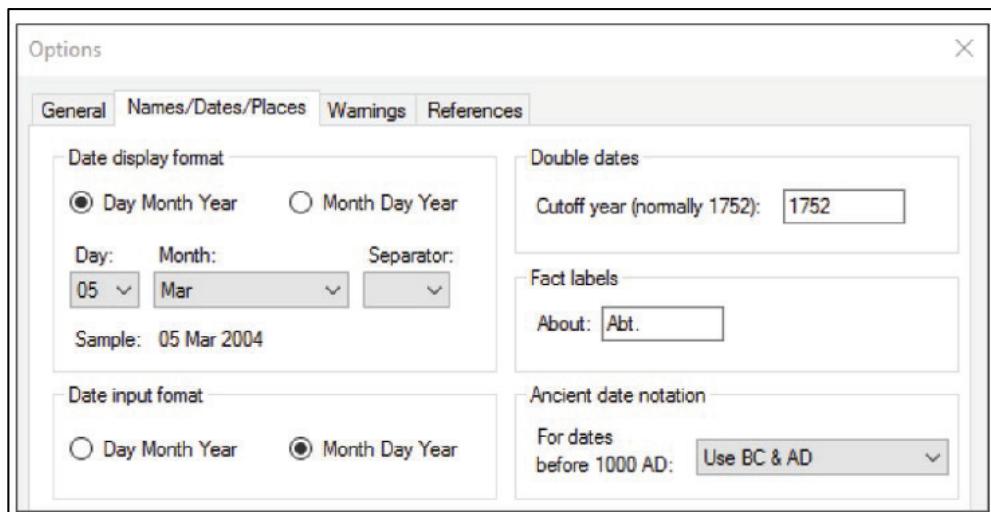 Options
General Names/Dates/Places Warnings References
Date display format
Day Month Year Month Day Year
Day: Month: Separator:
05 Mar
Sample: 05 Mar 2004
Date input fomat
Day Month Year Month Day Year
Double dates
Cutoff year (normally 1752): 1752
Fact labels
About: Abt.
Ancient date notation
For dates
before 1000 AD: Use BC & AD